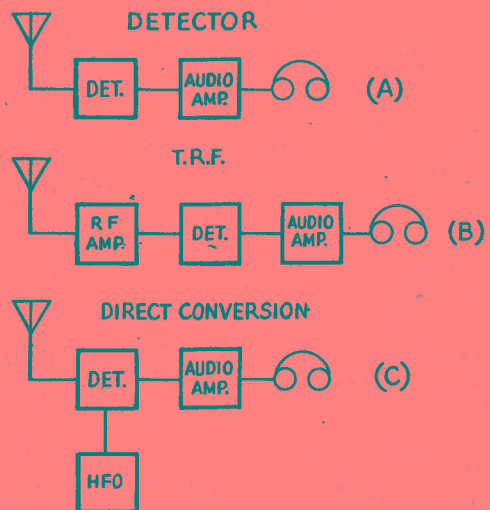 DETECTOR
DET.
AUDIO AMP.
(A)
T.R.F.
RF AMP.
DET.
AUDIO AMP.
(B)
DIRECT CONVERSION
DET.
AUDIO AMP.
(C)
HFO